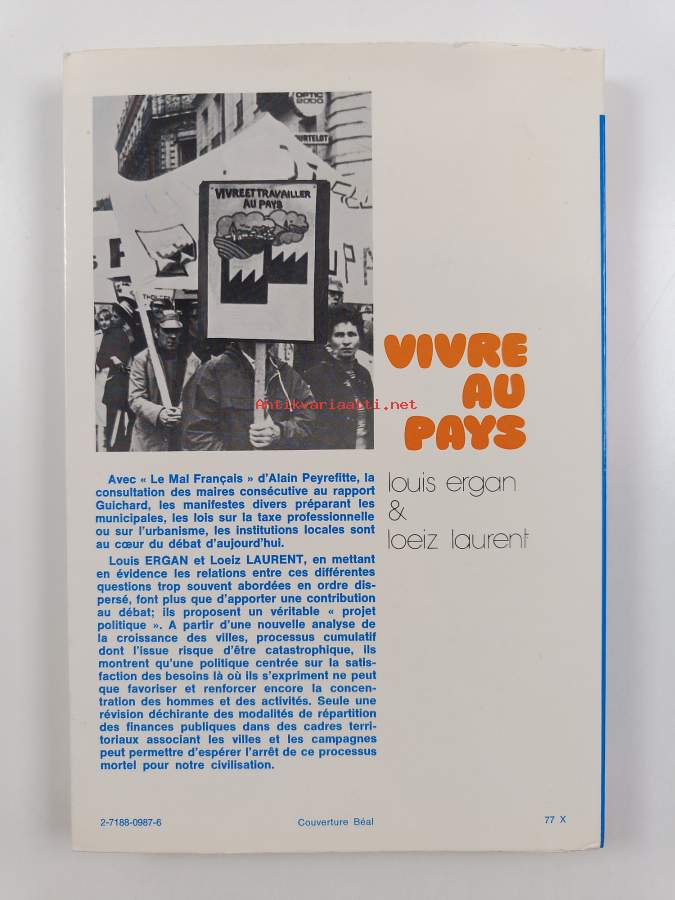 OPTIC
2000
VIVRE ET TRAVAILLER
AU PAYS
VIVRE
AU
PAYS
louis ergan
&
loeiz laurent
Antikvariaatti.net
Avec « Le Mal Français » d'Alain Peyrefitte, la
consultation des maires consécutive au rapport
Guichard, les manifestes divers préparant les
municipales, les lois sur la taxe professionnelle
ou sur l'urbanisme, les institutions locales sont
au cœur du débat d'aujourd'hui.
Louis ERGAN et Loeiz LAURENT, en mettant
en évidence les relations entre ces différentes
questions trop souvent abordées en ordre dis-
persé, font plus que d'apporter une contribution
au débat; ils proposent un véritable « projet
politique ». A partir d'une nouvelle analyse de
la croissance des villes, processus cumulatif
dont l'issue risque d'être catastrophique, ils
montrent qu'une politique centrée sur la satis-
faction des besoins là où ils s'expriment ne peut
que favoriser et renforcer encore la concen-
tration des hommes et des activités. Seule une
révision déchirante des modalités de répartition
des finances publiques dans des cadres terri-
toriaux associant les villes et les campagnes
peut permettre d'espérer l'arrêt de ce processus
mortel pour notre civilisation.
2-7188-0987-6
Couverture Béal
77 X